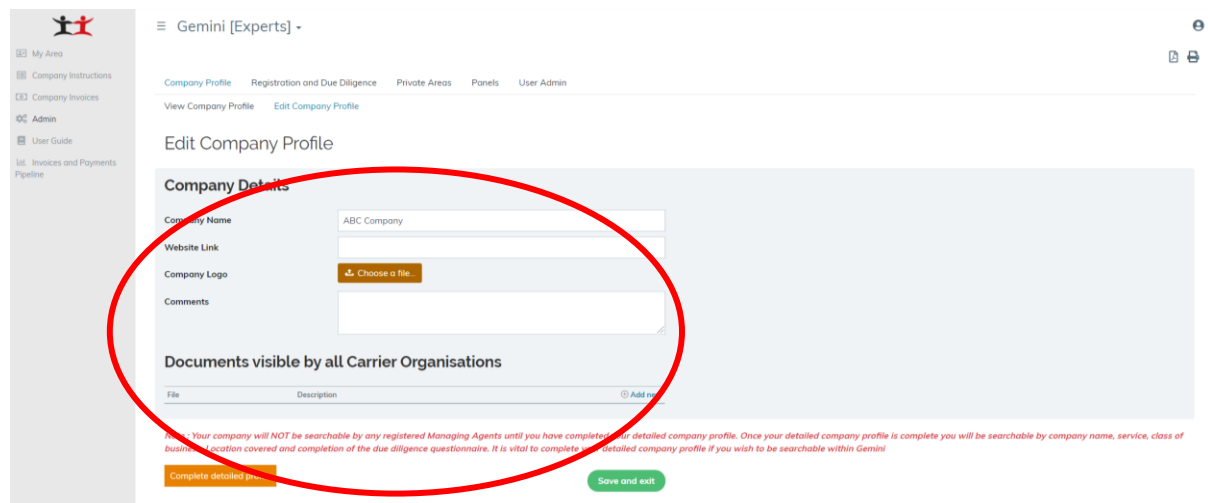 Gemini [Experts]
My Area
Company Instructions
Company Invoices
Admin
User Guide
Invoices and Payments
Pipeline
Company Profile Registration and Due Diligence Private Areas Panels User Admin
View Company Profile Edit Company Profile
Edit Company Profile
Company Details
Company Name ABC Company
Website Link
Company Logo Choose a file...
Comments
Documents visible by all Carrier Organisations
File Description Add new
Note : Your company will NOT be searchable by any registered Managing Agents until you have completed your detailed company profile. Once your detailed company profile is complete you will be searchable by company name, service, class of
business, Location covered and completion of the due diligence questionnaire. It is vital to complete your detailed company profile if you wish to be searchable within Gemini
Complete detailed profile
Save and exit